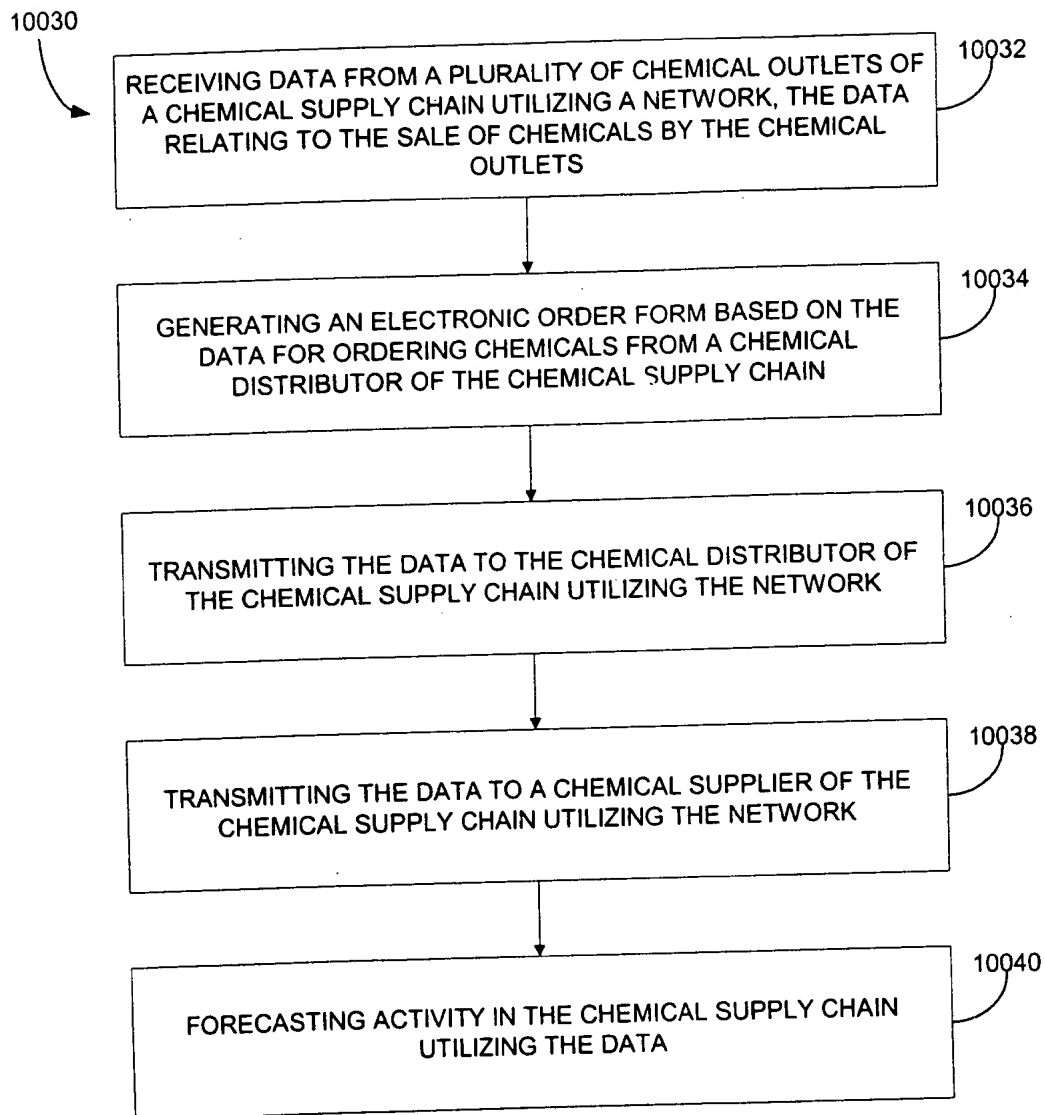 10030
10032
RECEIVING DATA FROM A PLURALITY OF CHEMICAL OUTLETS OF
A CHEMICAL SUPPLY CHAIN UTILIZING A NETWORK, THE DATA
RELATING TO THE SALE OF CHEMICALS BY THE CHEMICAL
OUTLETS
10034
GENERATING AN ELECTRONIC ORDER FORM BASED ON THE
DATA FOR ORDERING CHEMICALS FROM A CHEMICAL
DISTRIBUTOR OF THE CHEMICAL SUPPLY CHAIN
10036
TRANSMITTING THE DATA TO THE CHEMICAL DISTRIBUTOR OF
THE CHEMICAL SUPPLY CHAIN UTILIZING THE NETWORK
10038
TRANSMITTING THE DATA TO A CHEMICAL SUPPLIER OF THE
CHEMICAL SUPPLY CHAIN UTILIZING THE NETWORK
10040
FORECASTING ACTIVITY IN THE CHEMICAL SUPPLY CHAIN
UTILIZING THE DATA